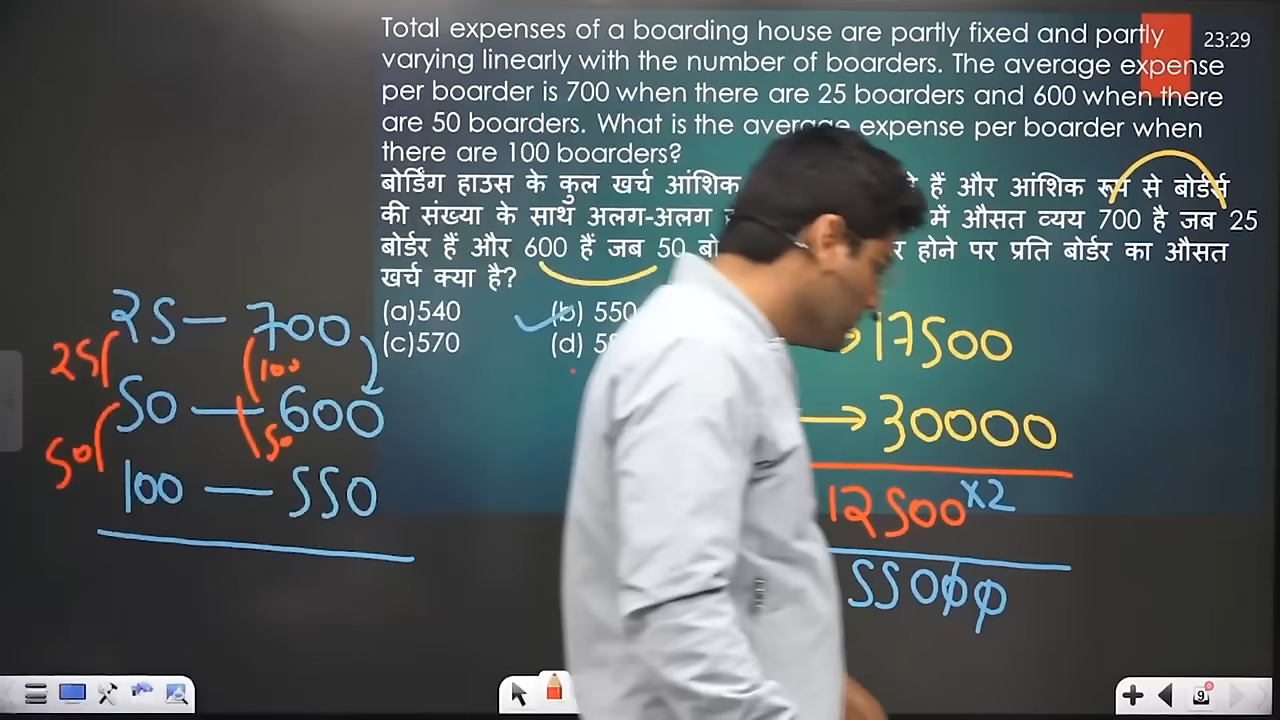 Total expenses of a boarding house are partly fixed and partly
23:29
varying linearly with the number of boarders. The average expense
per boarder is 700 when there are 25 boarders and 600 when there
are 50 boarders. What is the average expense per boarder when
there are 100 boarders?
बोर्डिंग हाउस के कुल खर्च आंशिक हैं और आंशिक रूप से बोर्डर्स
की संख्या के साथ अलग-अलग में औसत व्यय 700 है जब 25
बोर्डर हैं और 600 हैं जब 50 होने पर प्रति बोर्डर का औसत
खर्च क्या है?
(a)540 (b) 550
(c)570 (d)
25 — 700
25 100
50 — 600
50 50
100 — 550
17500
→ 30000
12500 x2
55000
9